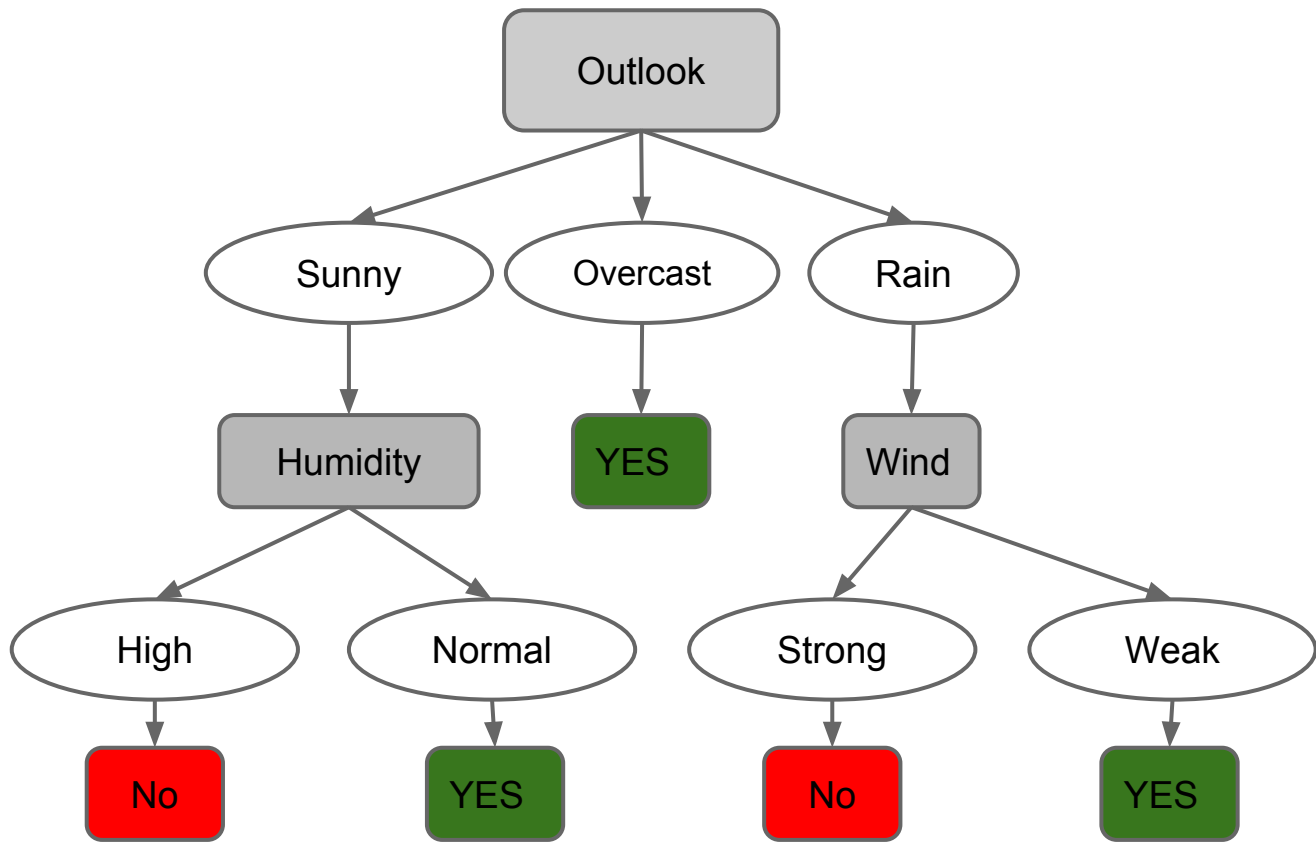 Outlook
Sunny
Overcast
Rain
Humidity
YES
Wind
High
Normal
Strong
Weak
No
YES
No
YES